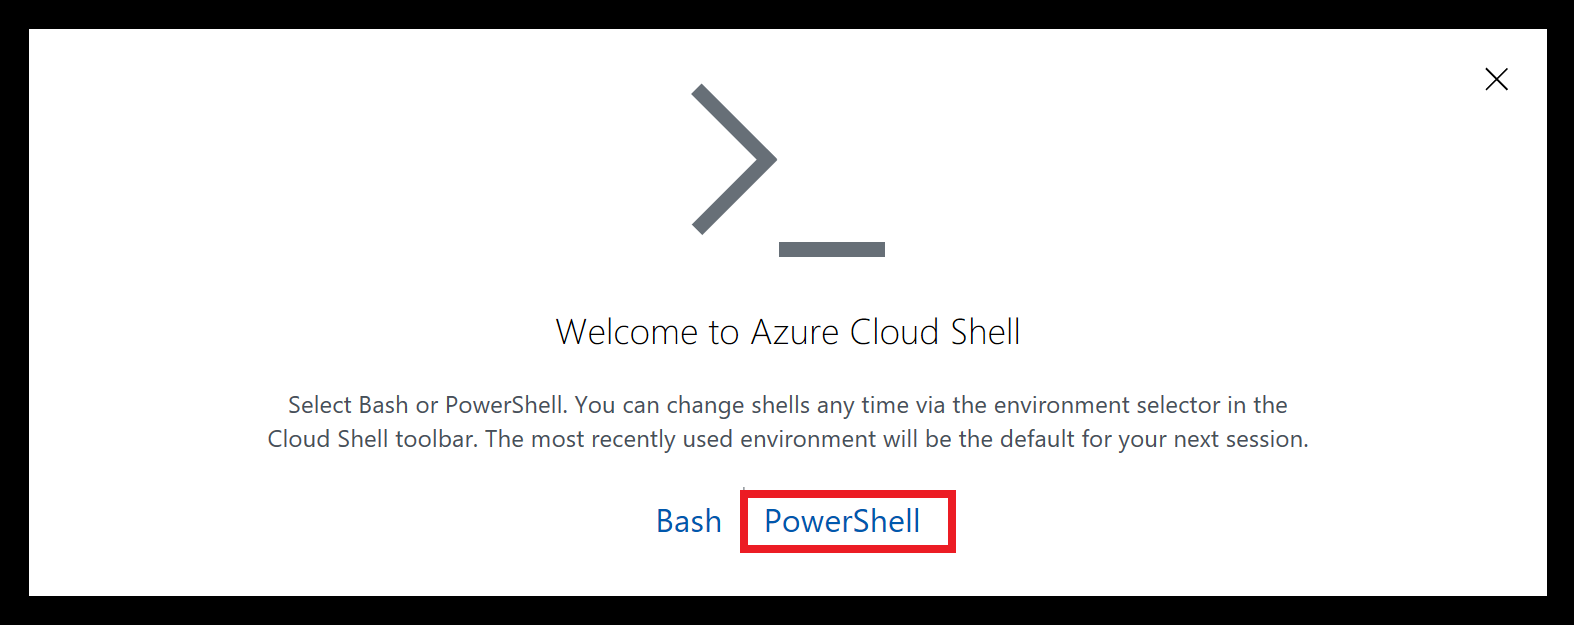 Welcome to Azure Cloud Shell
Select Bash or PowerShell. You can change shells any time via the environment selector in the
Cloud Shell toolbar. The most recently used environment will be the default for your next session.
Bash PowerShell